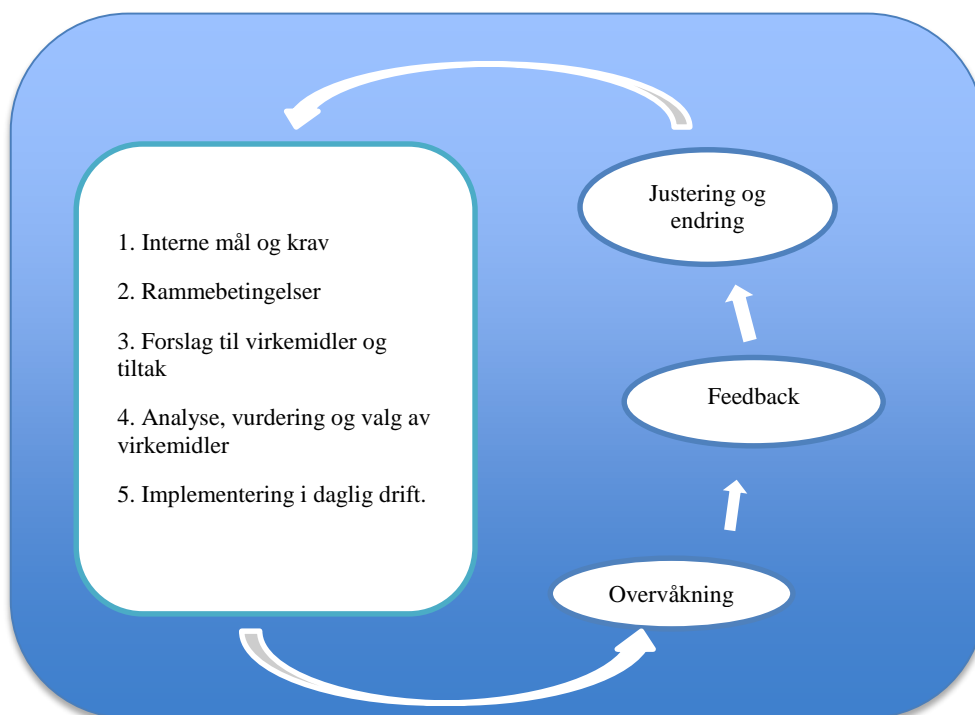 1. Interne mål og krav
2. Rammebetingelser
3. Forslag til virkemidler og
tiltak
4. Analyse, vurdering og valg av
virkemidler
5. Implementering i daglig drift.
Justering og
endring
Feedback
Overvåkning